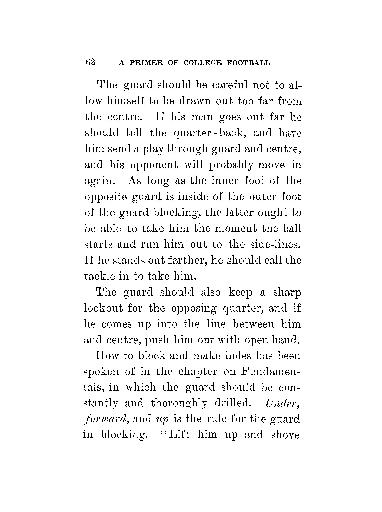 62 A PRIMER OF COLLEGE FOOTBALL
The guard should be careful not to al-
low himself to be drawn out too far from
the centre. If his man goes out far he
should tell the quarter-back, and have
him send a play through guard and centre,
and his opponent will probably move in
again. As long as the inner foot of the
opposite guard is inside of the outer foot
of the guard blocking, the latter ought to
be able to take him the moment the ball
starts and run him out to the side-lines.
If he stands out farther, he should call the
tackle in to take him.
The guard should also keep a sharp
lookout for the opposing quarter, and if
he comes up into the line between him
and centre, push him out with open hand.
How to block and make holes has been
spoken of in the chapter on Fundamen-
tals, in which the guard should be con-
stantly and thoroughly drilled. Under,
forward, and up is the rule for the guard
in blocking. "Lift him up and shove